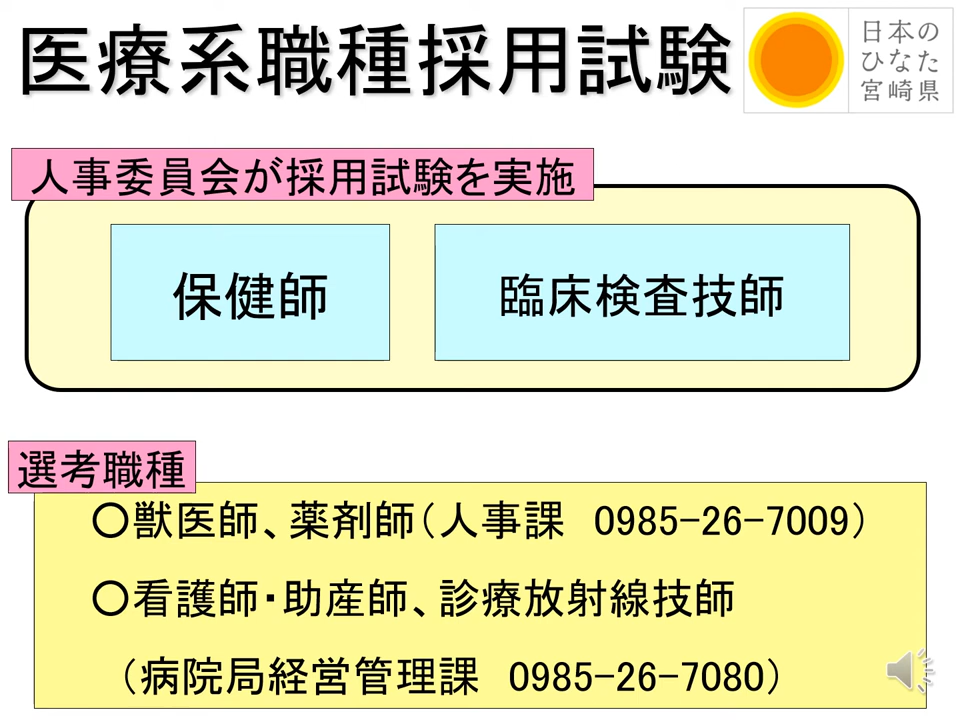 医療系職種採用試験
日本の
ひなた
宮崎県
人事委員会が採用試験を実施
保健師
臨床検査技師
選考職種
○獣医師、薬剤師(人事課 0985-26-7009)
○看護師・助産師、診療放射線技師
(病院局経営管理課 0985-26-7080)